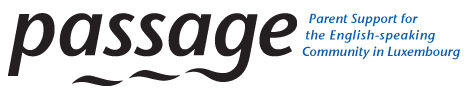 passage
Parent Support for
the English-speaking
Community in Luxembourg